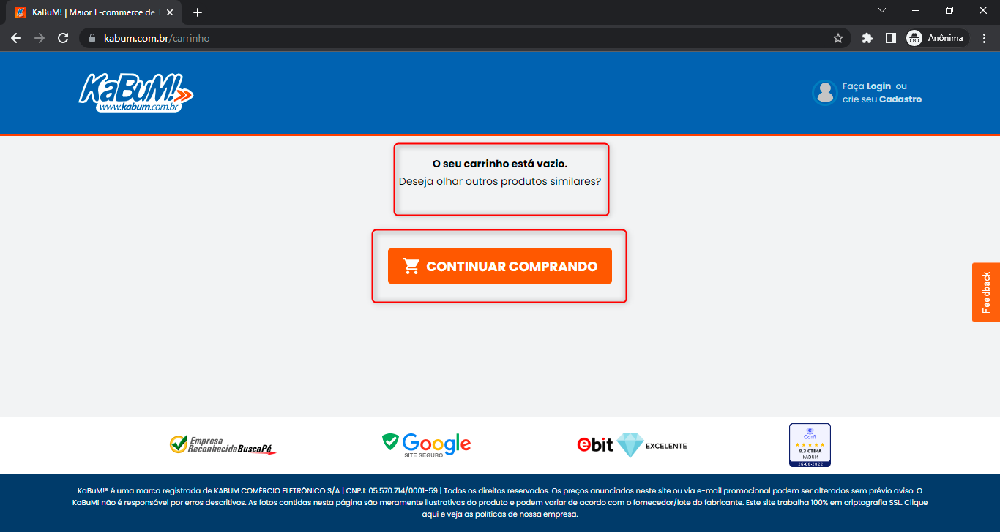 KaBuM! | Maior E-commerce de T
kabum.com.br/carrinho
Anônima
KaBuM!
www.kabum.com.br
Faça Login ou
crie seu Cadastro
O seu carrinho está vazio.
Deseja olhar outros produtos similares?
CONTINUAR COMPRANDO
Feedback
Empresa
ReconhecidaBuscaPé
Google
SITE SEGURO
ebit EXCELENTE
Confi
8.3 OTIMA
KABUM
26-06-2022
KaBuM!® é uma marca registrada de KABUM COMÉRCIO ELETRÔNICO S/A | CNPJ: 05.570.714/0001-59 | Todos os direitos reservados. Os preços anunciados neste site ou via e-mail promocional podem ser alterados sem prévio aviso. O
KaBuM! não é responsável por erros descritivos. As fotos contidas nesta página são meramente ilustrativas do produto e podem variar de acordo com o fornecedor/lote do fabricante. Este site trabalha 100% em criptografia SSL. Clique
aqui e veja as políticas de nossa empresa.